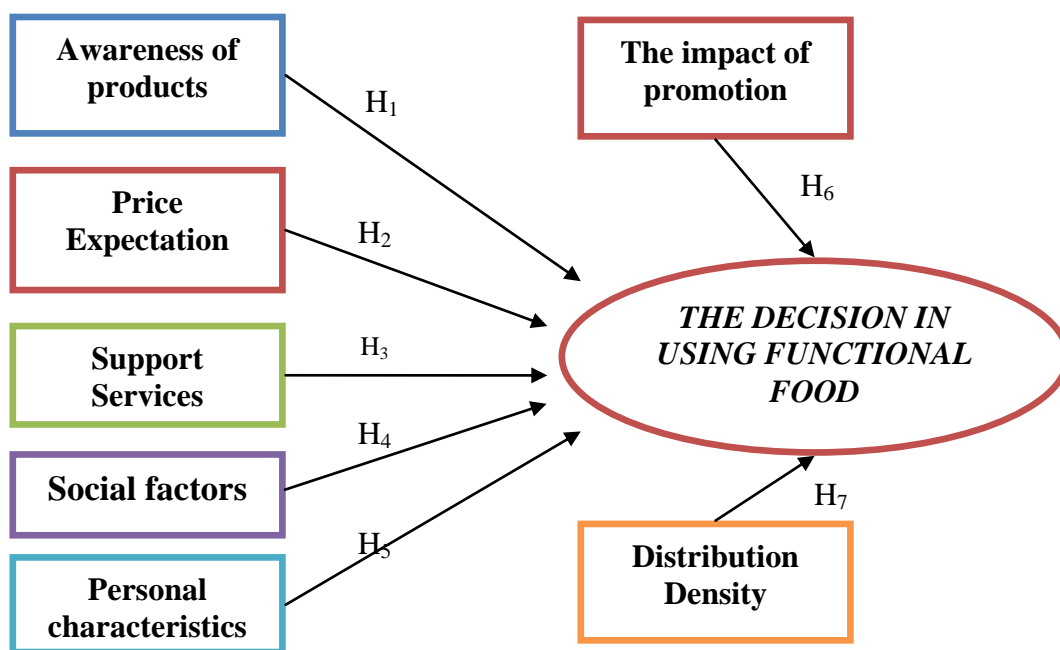 Awareness of
products
H₁
Price
Expectation
H₂
Support
Services
H₃
Social factors
H₄
Personal
characteristics
H₅
The impact of
promotion
H₆
THE DECISION IN
USING FUNCTIONAL
FOOD
H₇
Distribution
Density